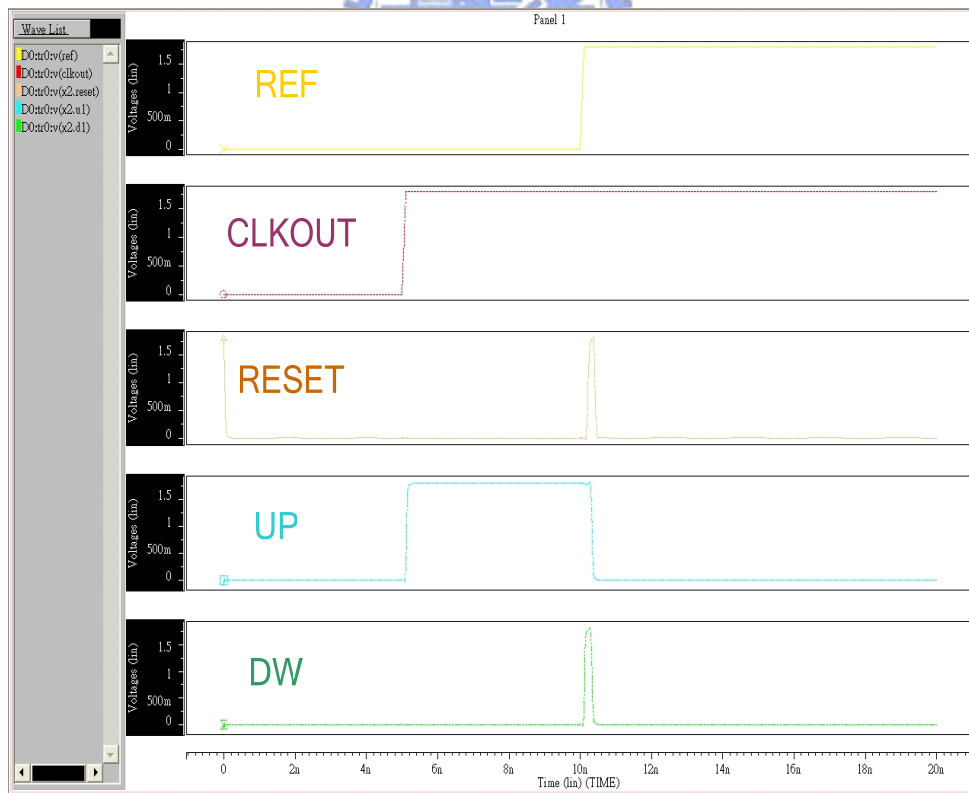 Panel 1
Wave List
D0:tr0:v(ref)
D0:tr0:v(clkout)
D0:tr0:v(x2.reset)
D0:tr0:v(x2.u1)
D0:tr0:v(x2.d1)
Voltages (lin)
1.5
1
500m
0
REF
Voltages (lin)
1.5
1
500m
0
CLKOUT
Voltages (lin)
1.5
1
500m
0
RESET
Voltages (lin)
1.5
1
500m
0
UP
Voltages (lin)
1.5
1
500m
0
DW
0 2n 4n 6n 8n 10n 12n 14n 16n 18n 20n
Time (lin) (TIME)